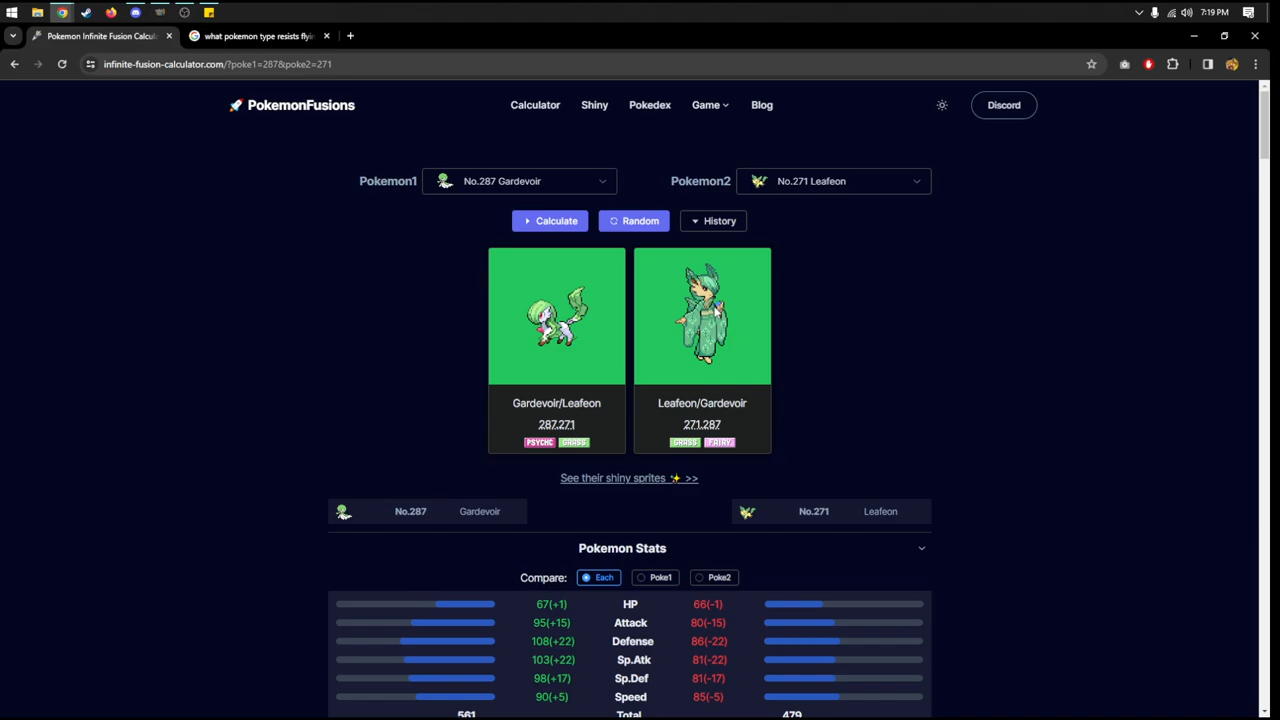 7:19 PM
Pokemon Infinite Fusion Calcula
what pokemon type resists flyin
infinite-fusion-calculator.com/?poke1=287&poke2=271
PokemonFusions
Calculator
Shiny
Pokedex
Game
Blog
Discord
Pokemon1
No.287 Gardevoir
Pokemon2
No.271 Leafeon
Calculate
Random
History
Gardevoir/Leafeon
Leafeon/Gardevoir
287.271
271.287
PSYCHC GRASS
GRASS FAIRY
See their shiny sprites ✨ >>
No.287 Gardevoir
No.271 Leafeon
Pokemon Stats
Compare: Each Poke1 Poke2
67(+1) HP 66(-1)
95(+15) Attack 80(-15)
108(+22) Defense 86(-22)
103(+22) Sp.Atk 81(-22)
98(+17) Sp.Def 81(-17)
90(+5) Speed 85(-5)
561 Total 479